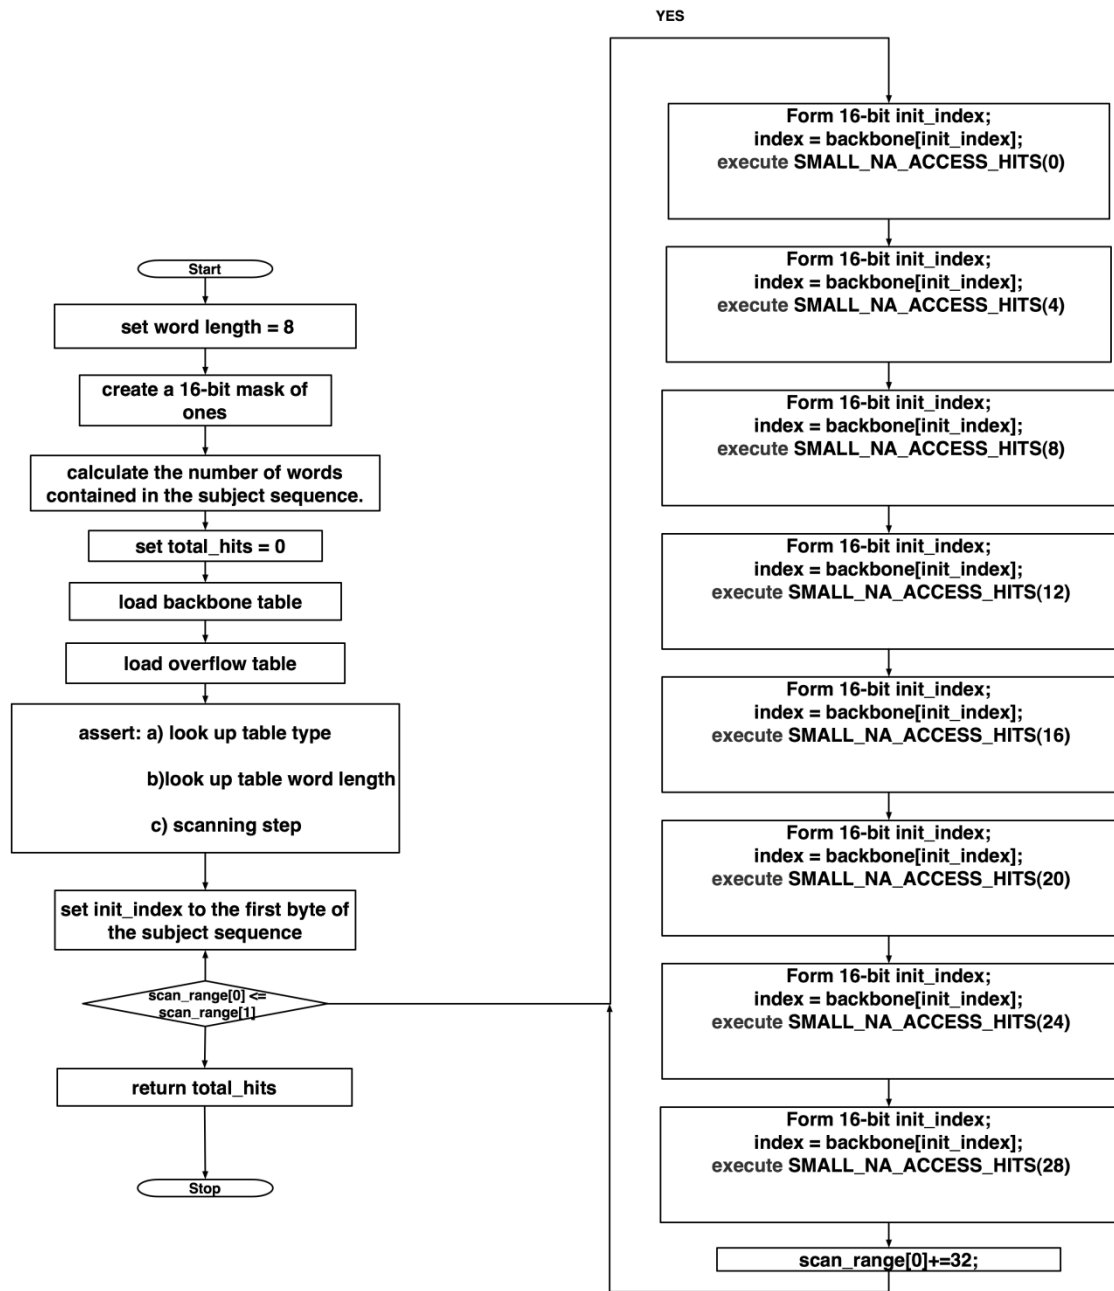 Start
set word length = 8
create a 16-bit mask of
ones
calculate the number of words
contained in the subject sequence.
set total_hits = 0
load backbone table
load overflow table
assert: a) look up table type
b)look up table word length
c) scanning step
set init_index to the first byte of
the subject sequence
scan_range[0] <=
scan_range[1]
return total_hits
Stop
YES
Form 16-bit init_index;
index = backbone[init_index];
execute SMALL_NA_ACCESS_HITS(0)
Form 16-bit init_index;
index = backbone[init_index];
execute SMALL_NA_ACCESS_HITS(4)
Form 16-bit init_index;
index = backbone[init_index];
execute SMALL_NA_ACCESS_HITS(8)
Form 16-bit init_index;
index = backbone[init_index];
execute SMALL_NA_ACCESS_HITS(12)
Form 16-bit init_index;
index = backbone[init_index];
execute SMALL_NA_ACCESS_HITS(16)
Form 16-bit init_index;
index = backbone[init_index];
execute SMALL_NA_ACCESS_HITS(20)
Form 16-bit init_index;
index = backbone[init_index];
execute SMALL_NA_ACCESS_HITS(24)
Form 16-bit init_index;
index = backbone[init_index];
execute SMALL_NA_ACCESS_HITS(28)
scan_range[0]+=32;